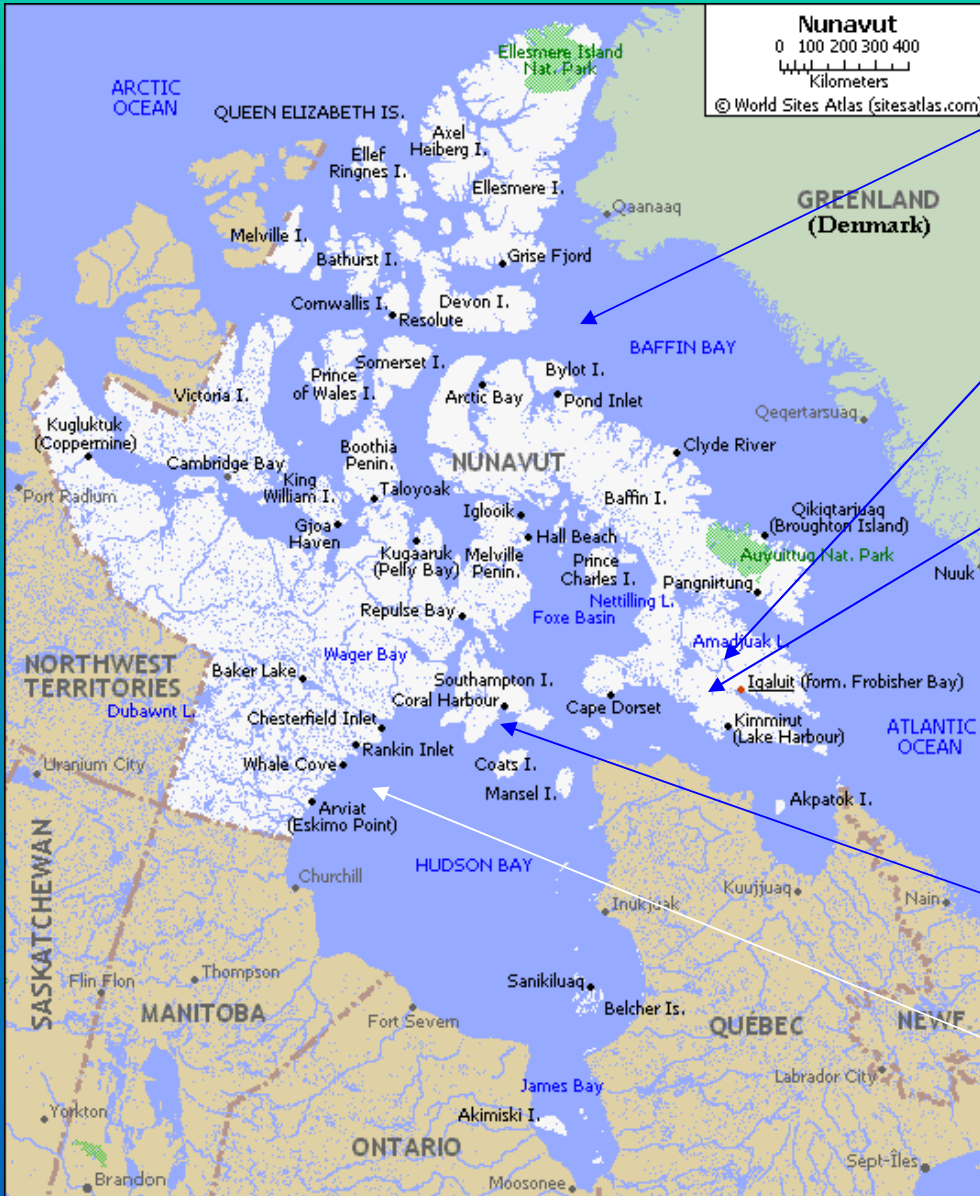 Nunavut
0 100 200 300 400
Kilometers
© World Sites Atlas (sitesatlas.com)
Ellesmere Island
Nat. Park
ARCTIC
OCEAN
QUEEN ELIZABETH IS.
Axel
Heiberg I.
Ellef
Ringnes I.
Ellesmere I.
GREENLAND
(Denmark)
Qaanaaq
Melville I.
Bathurst I.
Grise Fjord
Cornwallis I.
Devon I.
Resolute
BAFFIN BAY
Somerset I.
Bylot I.
Prince
of Wales I.
Victoria I.
Arctic Bay
Pond Inlet
Qeqertarsuaq
Kugluktuk
(Coppermine)
Boothia
Penin.
Clyde River
Cambridge Bay
NUNAVUT
King
William I.
Taloyoak
Port Radium
Baffin I.
Iglooik
Qikiqtarjuaq
(Broughton Island)
Gjoa
Haven
Hall Beach
Kugaaruk
(Pelly Bay)
Melville
Penin.
Prince
Charles I.
Auyuittug Nat. Park
Nuuk
Pangnirtung
Nettilling L.
Repulse Bay
Foxe Basin
Amadjuak L.
Wager Bay
NORTHWEST
TERRITORIES
Baker Lake
Southampton I.
Iqaluit (form. Frobisher Bay)
Coral Harbour
Cape Dorset
Dubawnt L.
Chesterfield Inlet
Kimmirut
(Lake Harbour)
ATLANTIC
OCEAN
Rankin Inlet
Uranium City
Whale Cove
Coats I.
Mansel I.
Akpatok I.
Arviat
(Eskimo Point)
HUDSON BAY
Churchill
Kuujjuaq
Nain
Inukjuak
SASKATCHEWAN
Flin Flon
Thompson
Sanikiluaq
Belcher Is.
MANITOBA
Fort Severn
QUEBEC
NEWF
Labrador City
James Bay
Akimiski I.
Yorkton
ONTARIO
Sept-Îles
Brandon
Moosonee